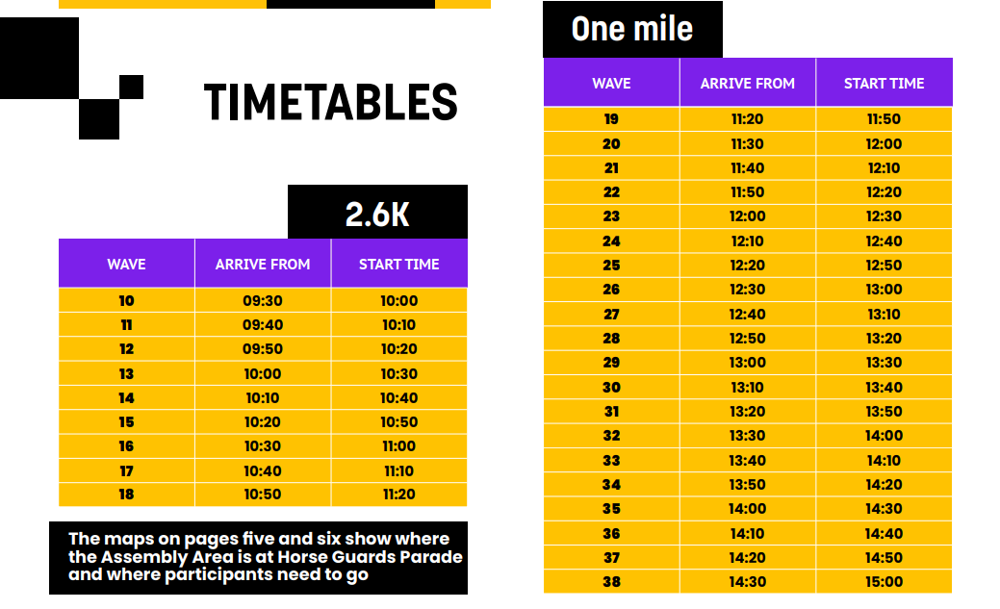 TIMETABLES
2.6K
WAVE ARRIVE FROM START TIME
10 09:30 10:00
11 09:40 10:10
12 09:50 10:20
13 10:00 10:30
14 10:10 10:40
15 10:20 10:50
16 10:30 11:00
17 10:40 11:10
18 10:50 11:20
The maps on pages five and six show where
the Assembly Area is at Horse Guards Parade
and where participants need to go
One mile
WAVE ARRIVE FROM START TIME
19 11:20 11:50
20 11:30 12:00
21 11:40 12:10
22 11:50 12:20
23 12:00 12:30
24 12:10 12:40
25 12:20 12:50
26 12:30 13:00
27 12:40 13:10
28 12:50 13:20
29 13:00 13:30
30 13:10 13:40
31 13:20 13:50
32 13:30 14:00
33 13:40 14:10
34 13:50 14:20
35 14:00 14:30
36 14:10 14:40
37 14:20 14:50
38 14:30 15:00